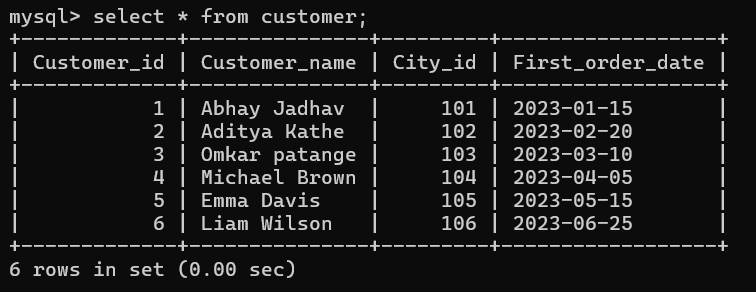 mysql> select * from customer;
+-------------+---------------+---------+------------------+
| Customer_id | Customer_name | City_id | First_order_date |
+-------------+---------------+---------+------------------+
|           1 | Abhay Jadhav  |     101 | 2023-01-15       |
|           2 | Aditya Kathe  |     102 | 2023-02-20       |
|           3 | Omkar patange |     103 | 2023-03-10       |
|           4 | Michael Brown |     104 | 2023-04-05       |
|           5 | Emma Davis    |     105 | 2023-05-15       |
|           6 | Liam Wilson   |     106 | 2023-06-25       |
+-------------+---------------+---------+------------------+
6 rows in set (0.00 sec)